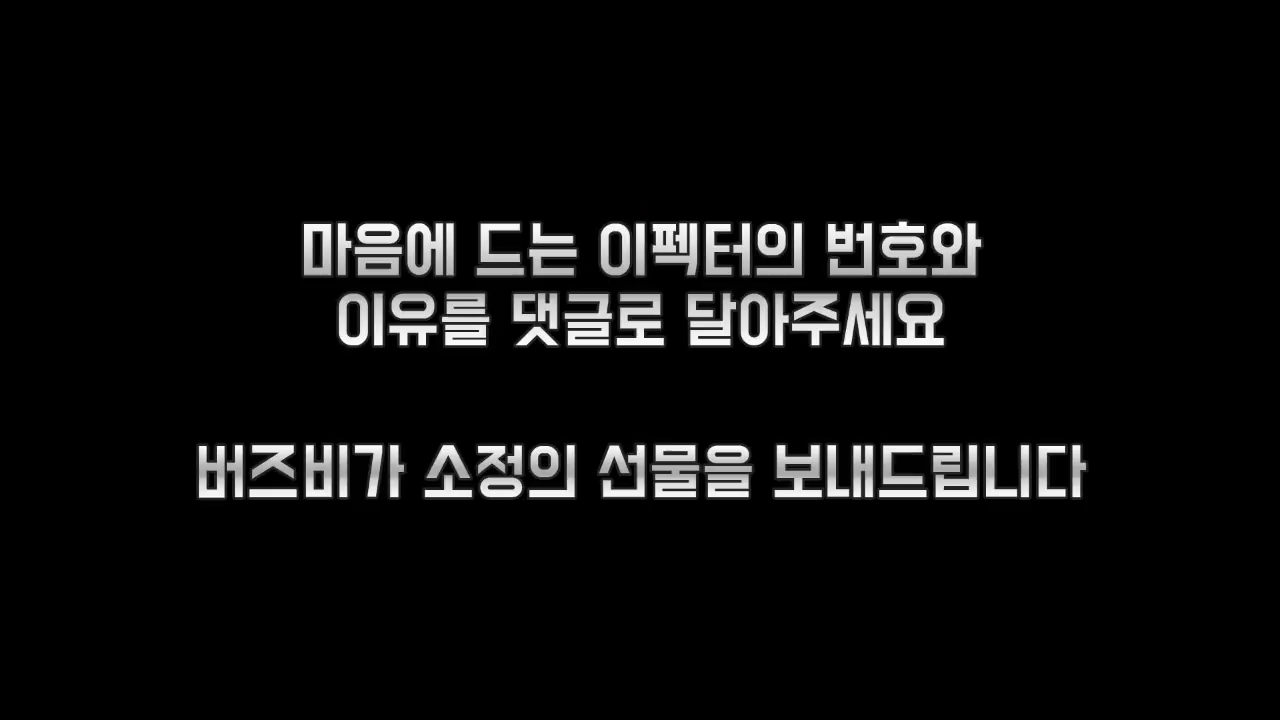 마음에 드는 이펙터의 번호와
이유를 댓글로 달아주세요
버즈비가 소정의 선물을 보내드립니다